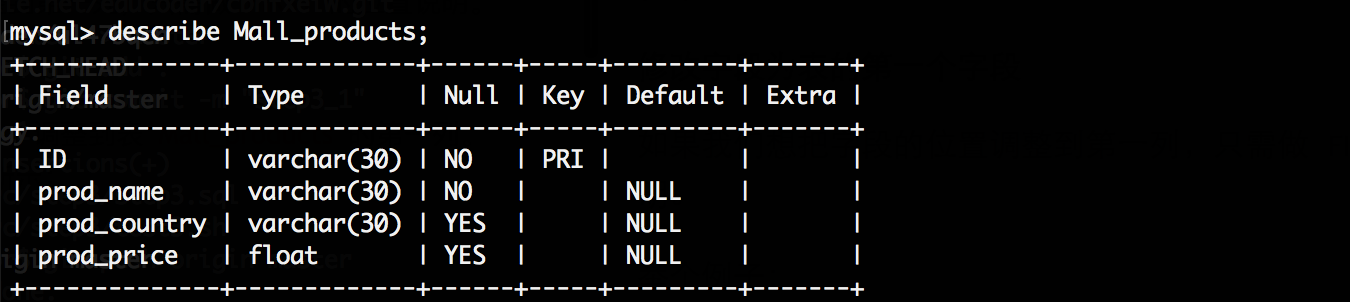 mysql> describe Mall_products;
+--------------+-------------+------+-----+---------+-------+
| Field        | Type        | Null | Key | Default | Extra |
+--------------+-------------+------+-----+---------+-------+
| ID           | varchar(30) | NO   | PRI |         |       |
| prod_name    | varchar(30) | NO   |     | NULL    |       |
| prod_country | varchar(30) | YES  |     | NULL    |       |
| prod_price   | float       | YES  |     | NULL    |       |
+--------------+-------------+------+-----+---------+-------+